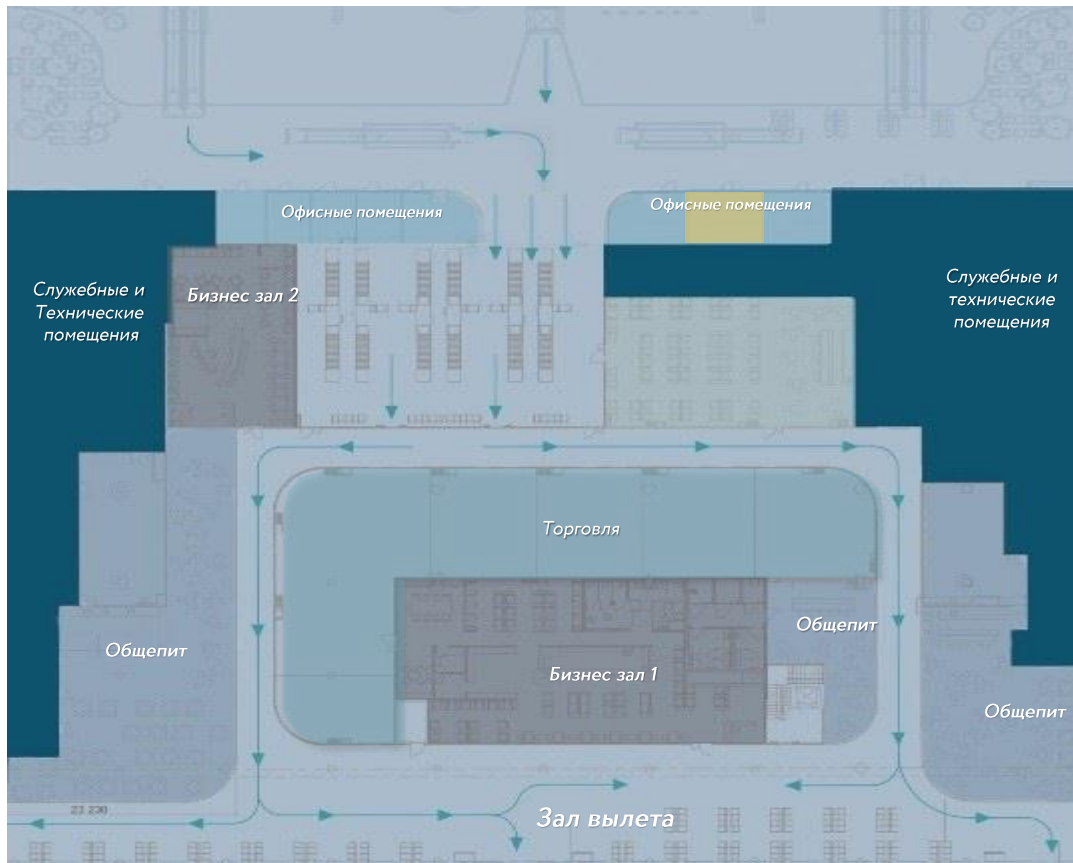 Офисные помещения
Офисные помещения
Служебные и
Технические
помещения
Бизнес зал 2
Служебные и
технические
помещения
Торговля
Общепит
Общепит
Бизнес зал 1
Общепит
Зал вылета